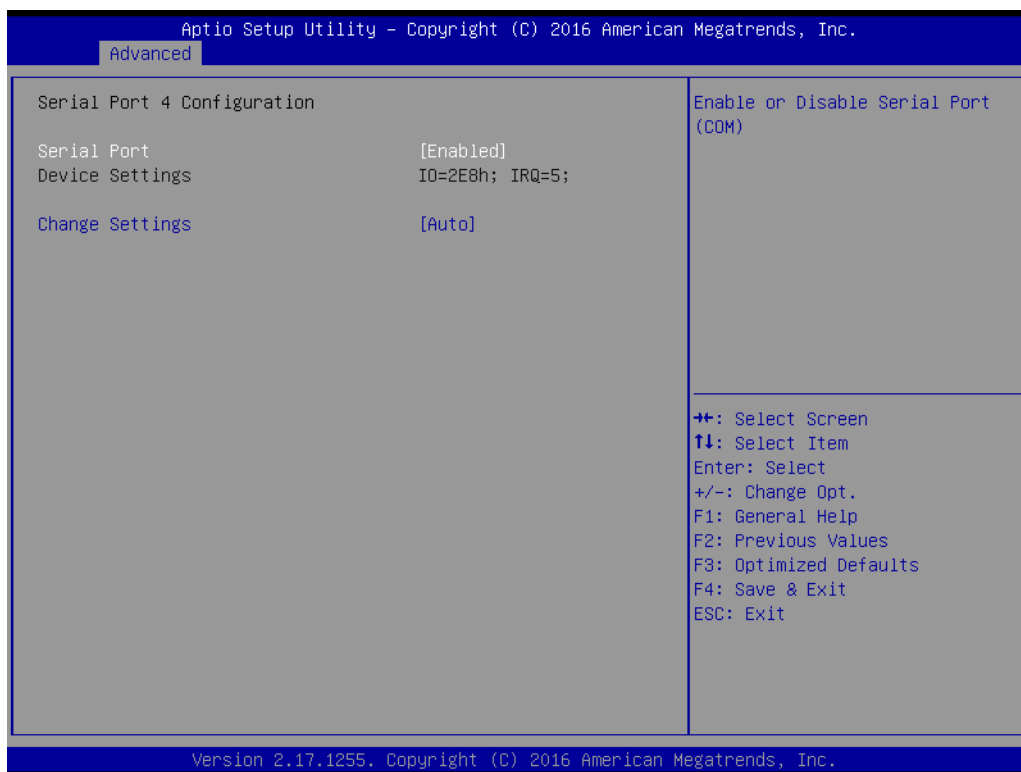 Aptio Setup Utility – Copyright (C) 2016 American Megatrends, Inc.
Advanced
Serial Port 4 Configuration
Serial Port [Enabled]
Device Settings IO=2E8h; IRQ=5;
Change Settings [Auto]
Enable or Disable Serial Port
(COM)
→←: Select Screen
↑↓: Select Item
Enter: Select
+/-: Change Opt.
F1: General Help
F2: Previous Values
F3: Optimized Defaults
F4: Save & Exit
ESC: Exit
Version 2.17.1255. Copyright (C) 2016 American Megatrends, Inc.